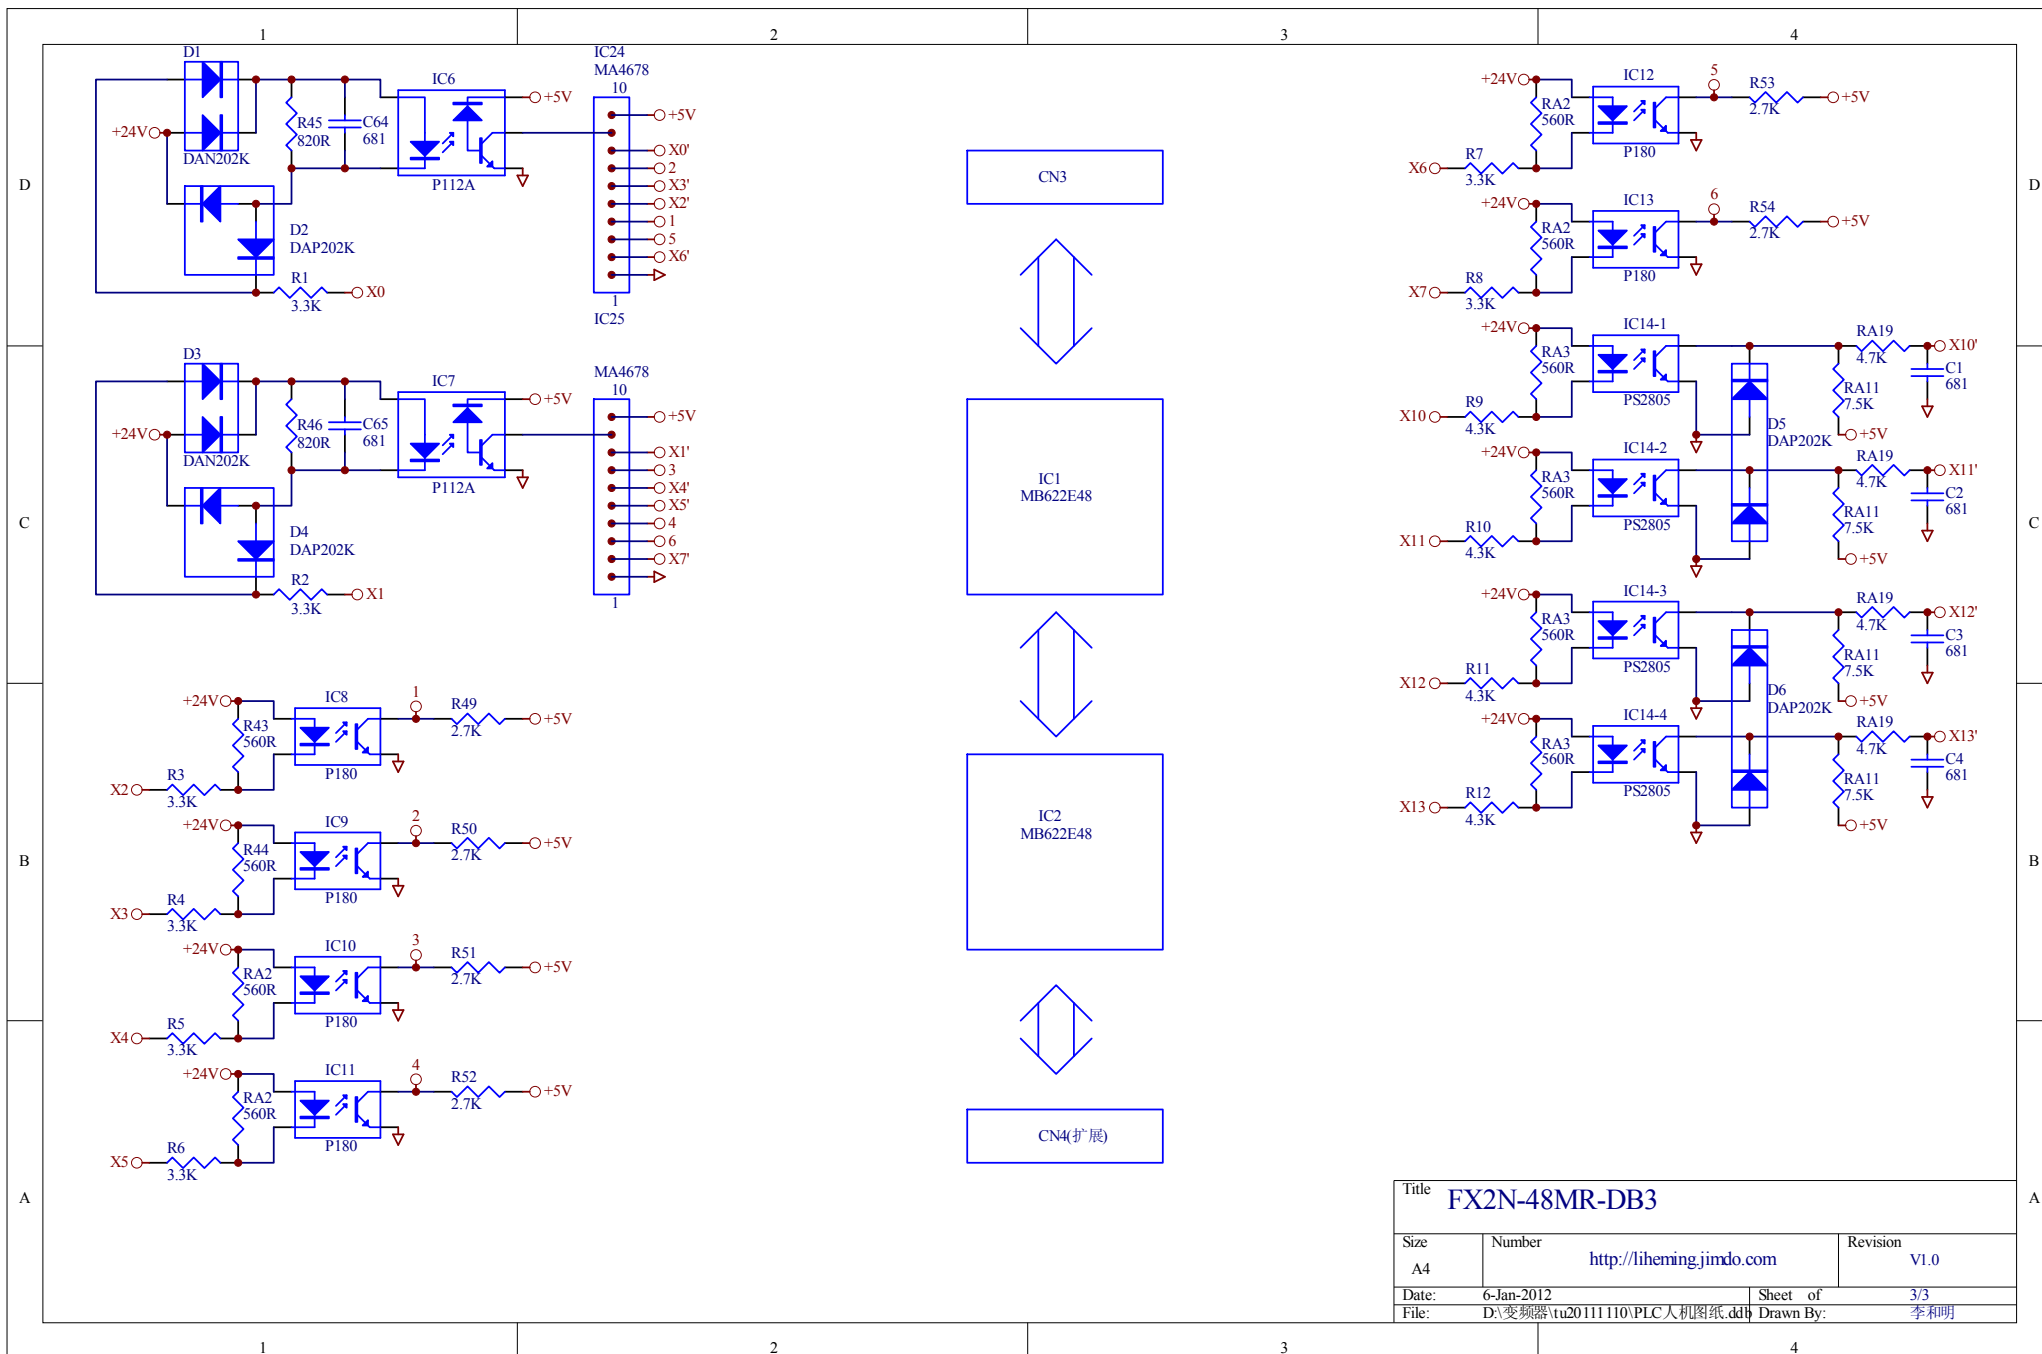 1
2
3
4
D
C
B
A
D
C
B
A
1
2
3
4
D1
+24V
DAN202K
R45
820R
C64
681
IC6
P112A
+5V
D2
DAP202K
R1
3.3K
X0
IC24
MA4678
10
+5V
X0'
2
X3'
X2'
1
5
X6'
1
IC25
D3
+24V
DAN202K
R46
820R
C65
681
IC7
P112A
+5V
D4
DAP202K
R2
3.3K
X1
MA4678
10
+5V
X1'
3
X4'
X5'
4
6
X7'
1
+24V
R43
560R
IC8
P180
1
R49
2.7K
+5V
X2
R3
3.3K
+24V
R44
560R
IC9
P180
2
R50
2.7K
+5V
X3
R4
3.3K
+24V
RA2
560R
IC10
P180
3
R51
2.7K
+5V
X4
R5
3.3K
+24V
RA2
560R
IC11
P180
4
R52
2.7K
+5V
X5
R6
3.3K
CN3
IC1
MB622E48
IC2
MB622E48
CN4(扩展)
+24V
RA2
560R
IC12
P180
5
R53
2.7K
+5V
X6
R7
3.3K
+24V
RA2
560R
IC13
P180
6
R54
2.7K
+5V
X7
R8
3.3K
+24V
RA3
560R
IC14-1
PS2805
RA19
4.7K
X10'
C1
681
RA11
7.5K
+5V
X10
R9
4.3K
D5
DAP202K
+24V
RA3
560R
IC14-2
PS2805
RA19
4.7K
X11'
C2
681
RA11
7.5K
+5V
X11
R10
4.3K
+24V
RA3
560R
IC14-3
PS2805
RA19
4.7K
X12'
C3
681
RA11
7.5K
+5V
X12
R11
4.3K
D6
DAP202K
+24V
RA3
560R
IC14-4
PS2805
RA19
4.7K
X13'
C4
681
RA11
7.5K
+5V
X13
R12
4.3K
Title FX2N-48MR-DB3
Size Number Revision
A4 http://liheming.jimdo.com V1.0
Date: 6-Jan-2012 Sheet of 3/3
File: D:\变频器\tu20111110\PLC人机图纸.ddb Drawn By: 李和明